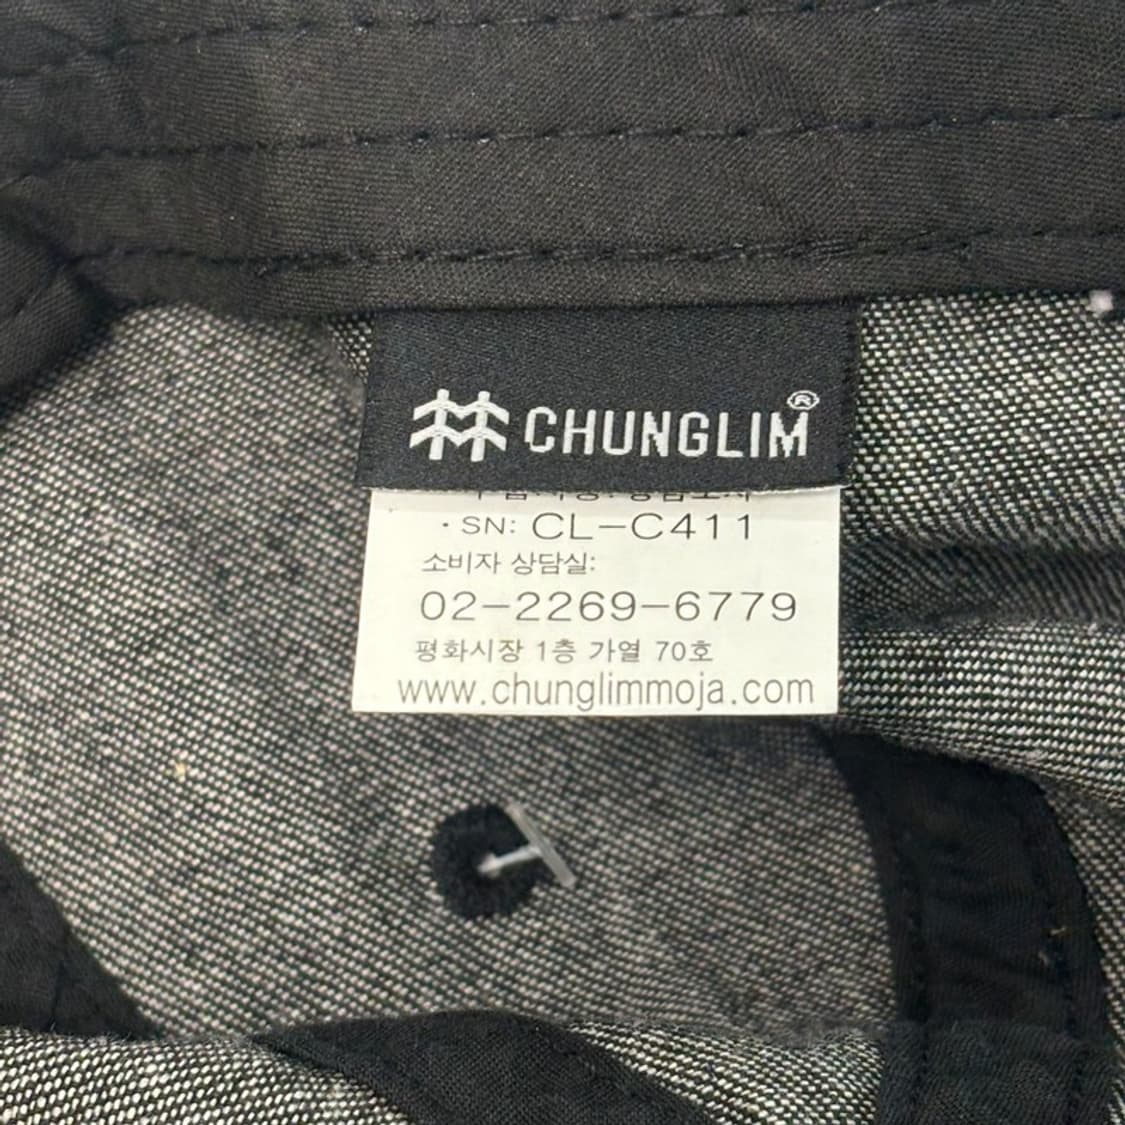 CHUNGLIM®
· SN: CL-C411
소비자 상담실:
02-2269-6779
평화시장 1층 가열 70호
www.chunglimmoja.com